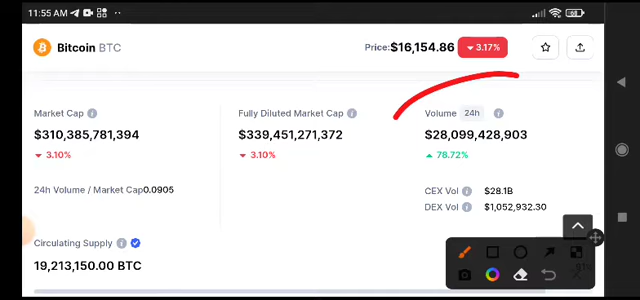 11:55 AM
Bitcoin BTC
Price:$16,154.86 3.17%
Market Cap
$310,385,781,394
3.10%
Fully Diluted Market Cap
$339,451,271,372
3.10%
Volume 24h
$28,099,428,903
78.72%
24h Volume / Market Cap0.0905
CEX Vol $28.1B
DEX Vol $1,052,932.30
Circulating Supply
19,213,150.00 BTC